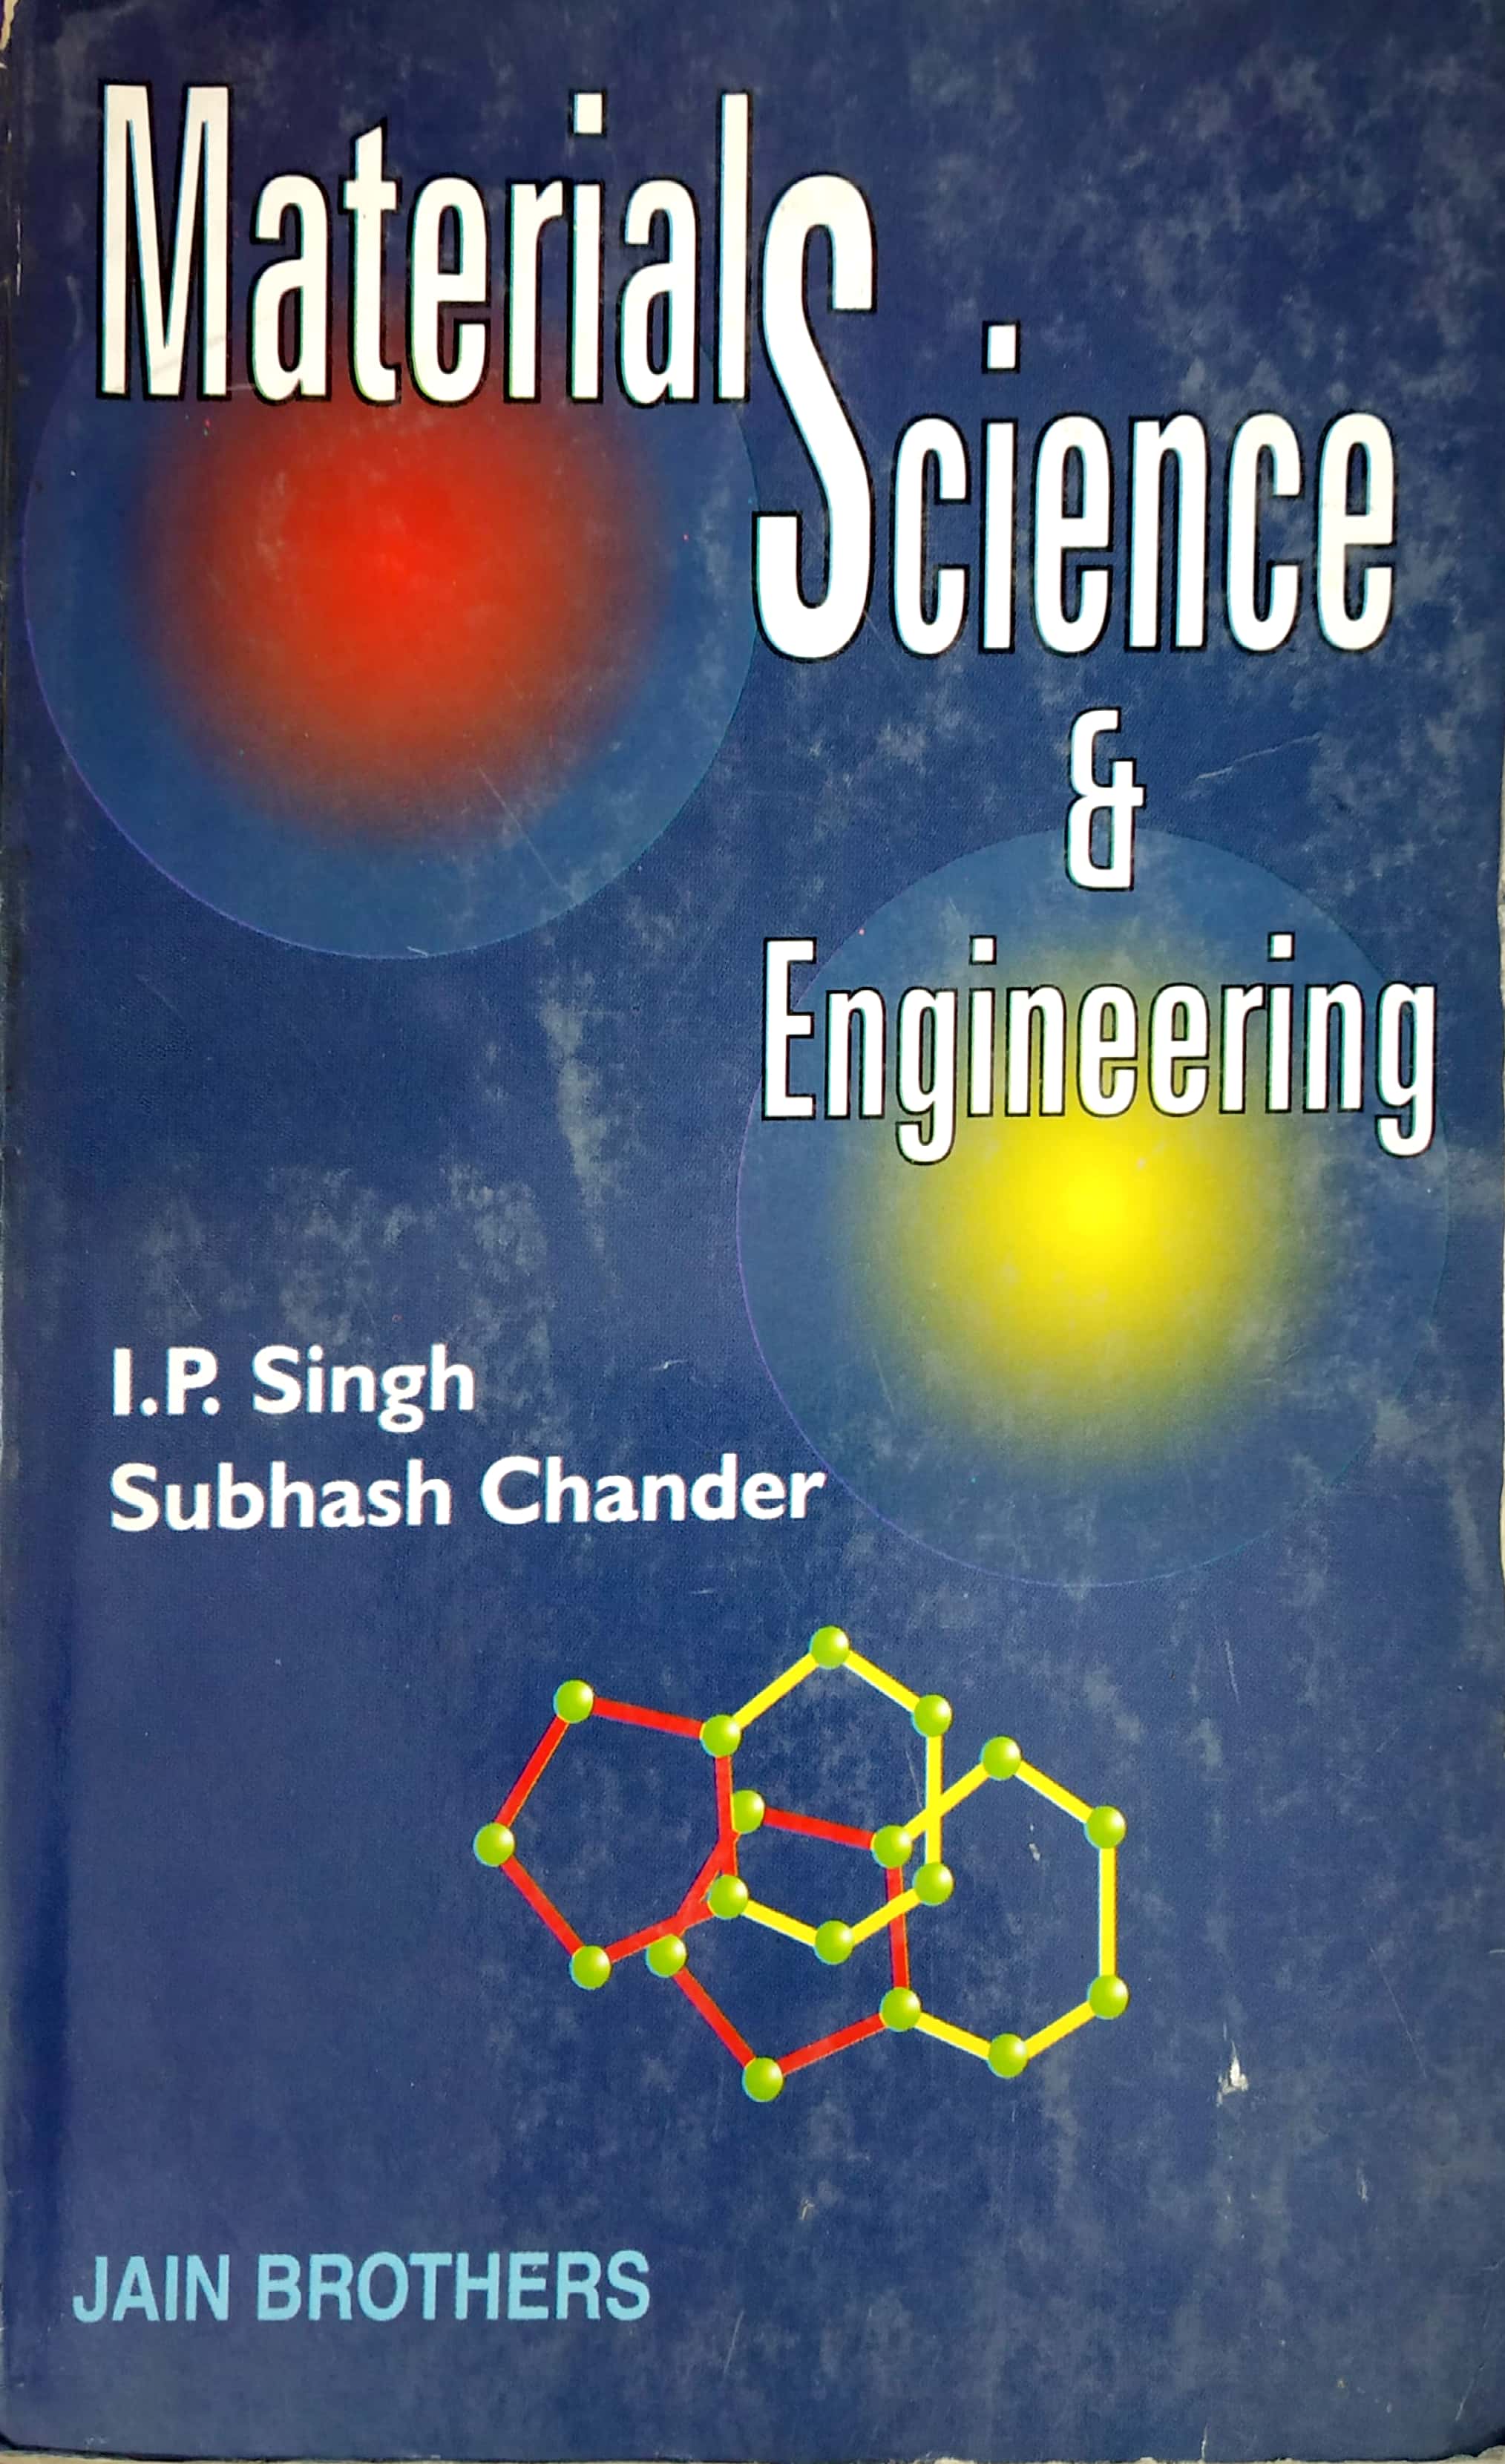 Materials
Science
&
Engineering
I.P. Singh
Subhash Chander
JAIN BROTHERS